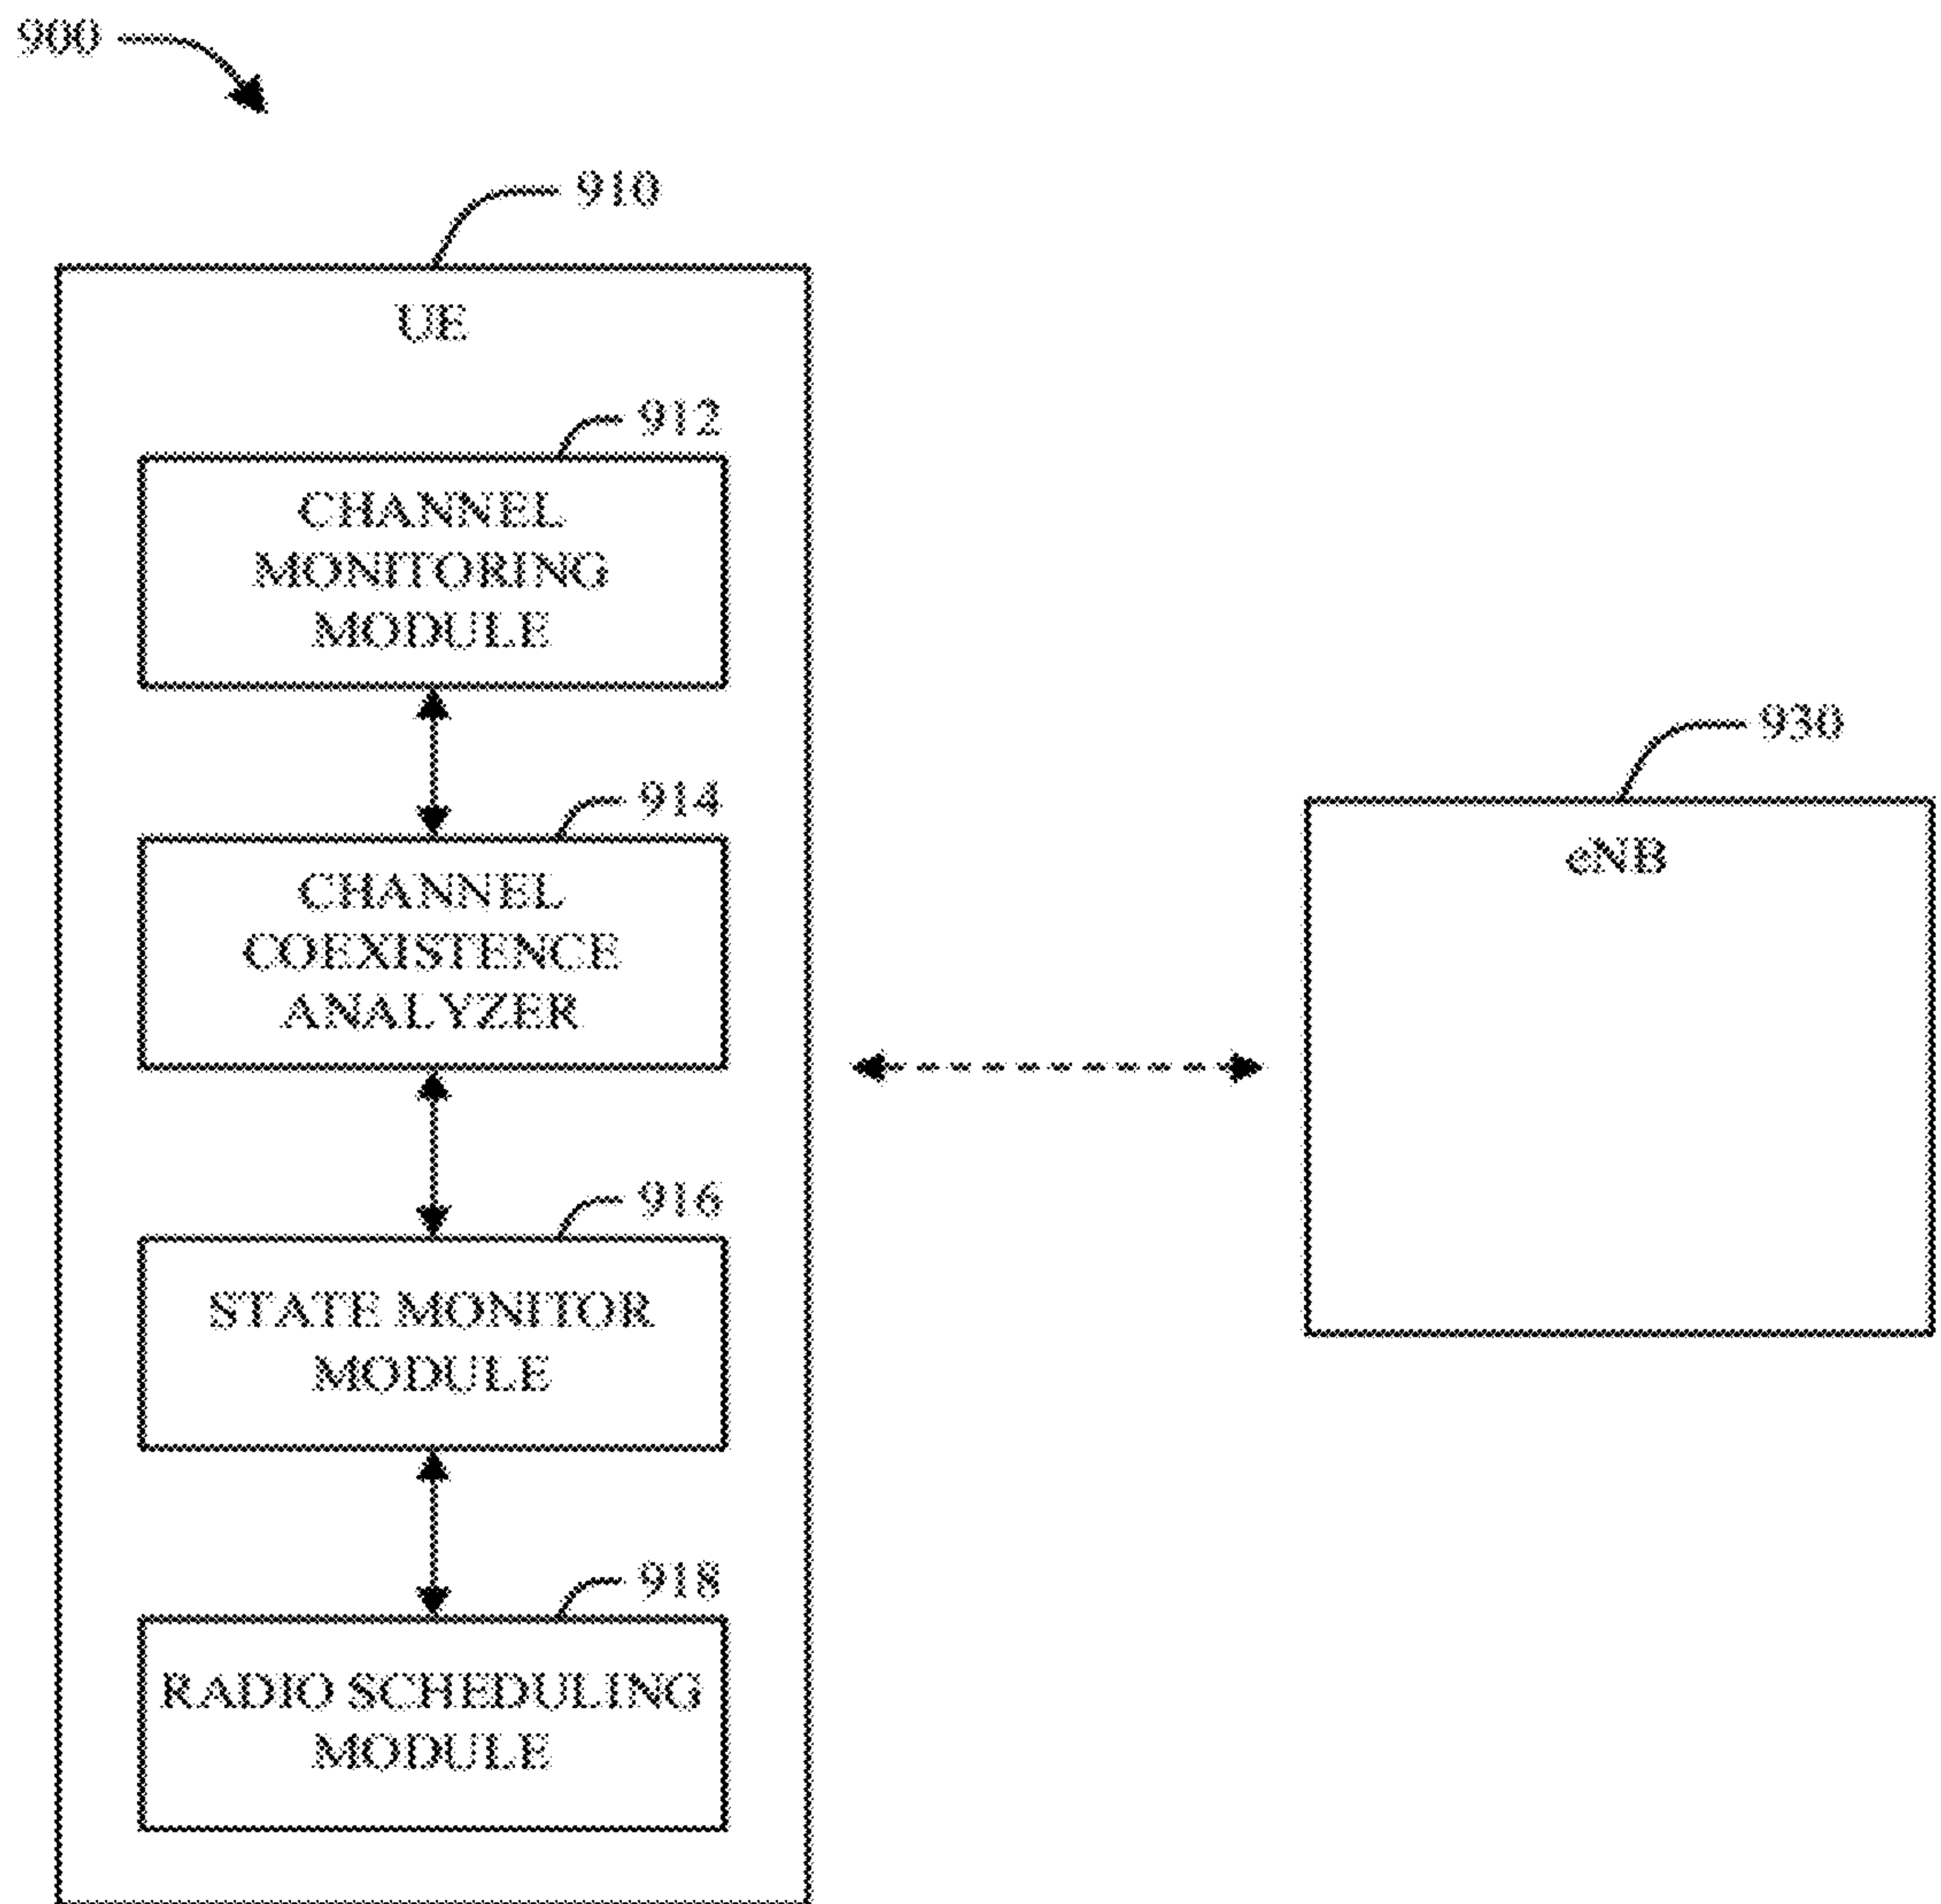 900
910
UE
912
CHANNEL
MONITORING
MODULE
914
CHANNEL
COEXISTENCE
ANALYZER
916
STATE MONITOR
MODULE
918
RADIO SCHEDULING
MODULE
930
eNB